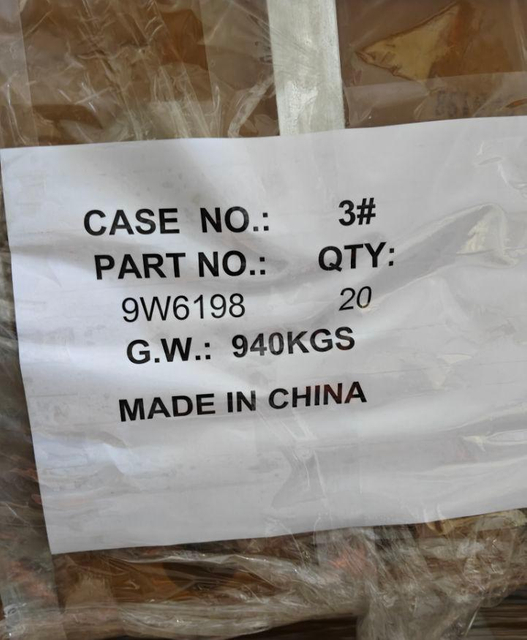 CASE NO.: 3#
PART NO.: QTY:
9W6198 20
G.W.: 940KGS
MADE IN CHINA